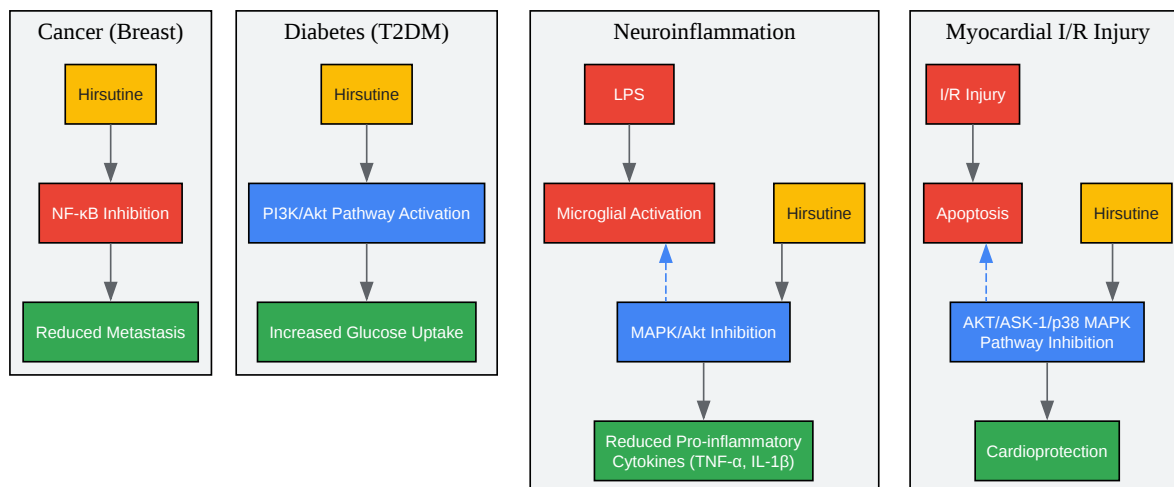 Cancer (Breast)
Hirsutine
NF-κB Inhibition
Reduced Metastasis
Diabetes (T2DM)
Hirsutine
PI3K/Akt Pathway Activation
Increased Glucose Uptake
Neuroinflammation
LPS
Microglial Activation
Hirsutine
MAPK/Akt Inhibition
Reduced Pro-inflammatory
Cytokines (TNF-α, IL-1β)
Myocardial I/R Injury
I/R Injury
Apoptosis
Hirsutine
AKT/ASK-1/p38 MAPK
Pathway Inhibition
Cardioprotection